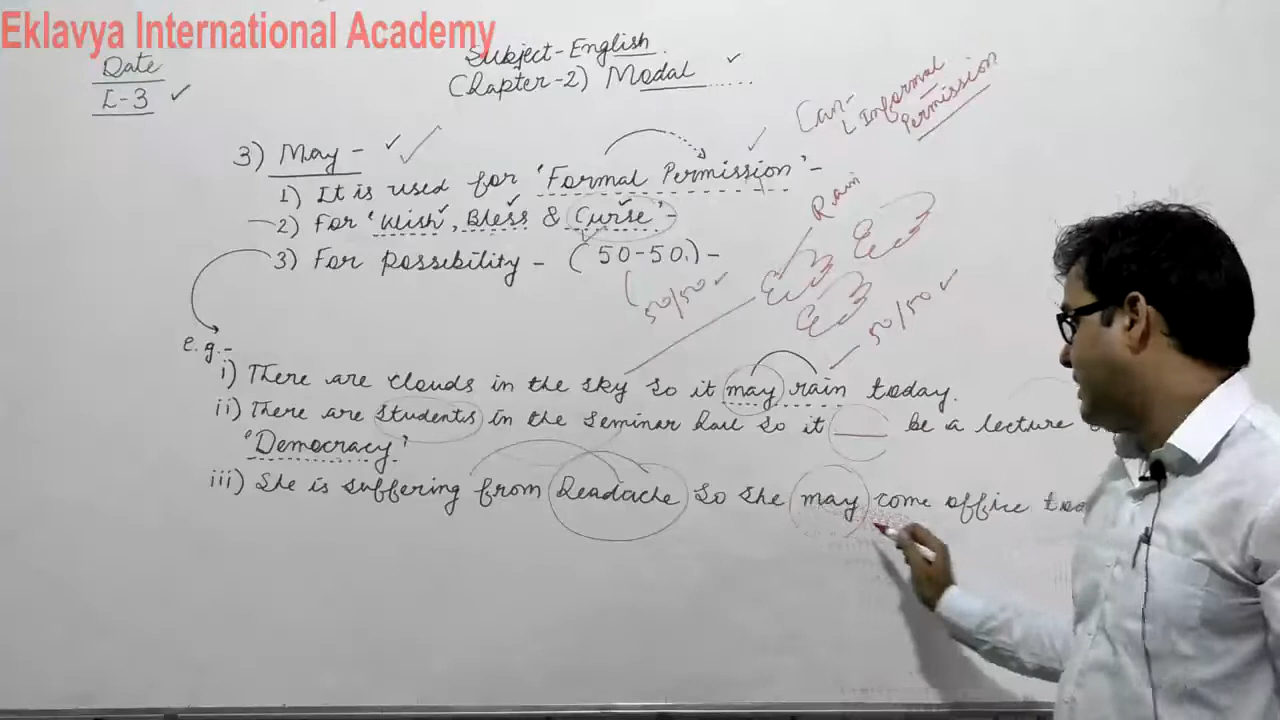 Eklavya International Academy
Subject-English
Chapter-2) Modal ......
Date
L-3
Can-
Informal
Permission
3) May -
1) It is used for 'Formal Permission' -
2) For 'Wish, Bless & Curse' -
3) For possibility - (50-50.) -
50/50
Rain
50/50
e.g.-
i) There are clouds in the sky so it may rain today.
ii) There are students in the seminar hall so it ___ be a lecture
'Democracy'
iii) She is suffering from Headache so she may come office